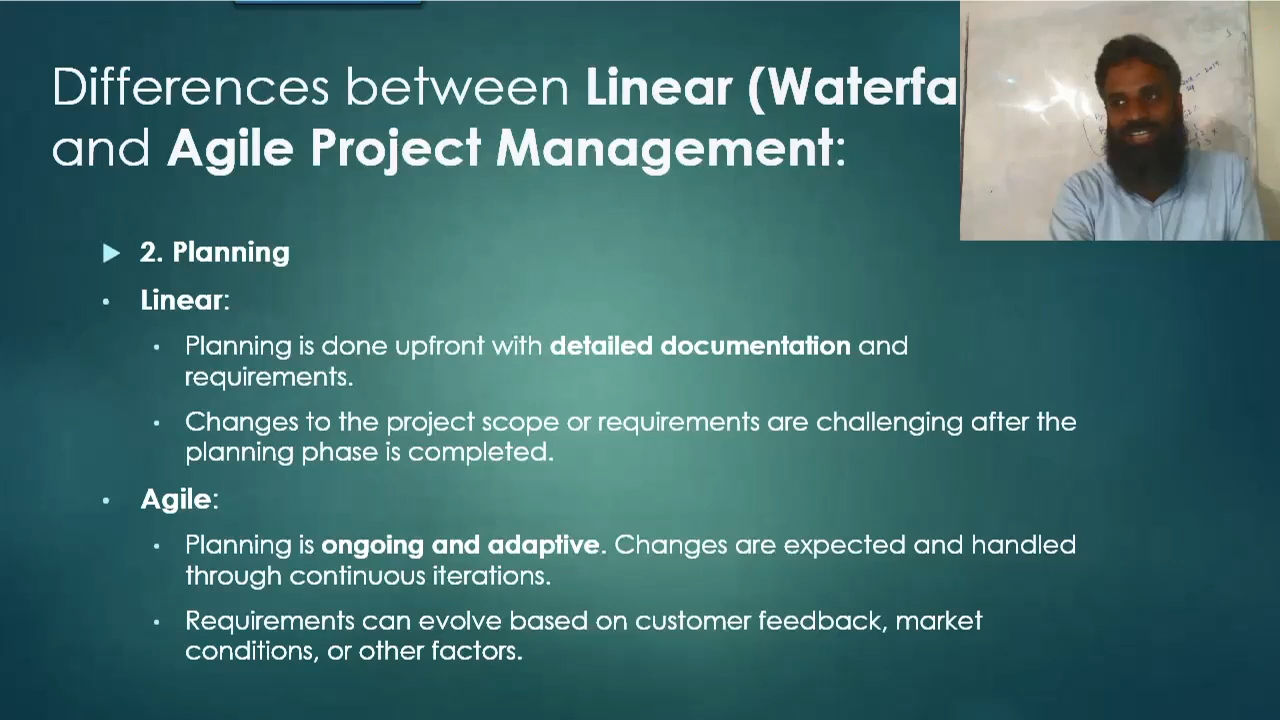 Differences between Linear (Waterfa
and Agile Project Management:
2. Planning
Linear:
Planning is done upfront with detailed documentation and
requirements.
Changes to the project scope or requirements are challenging after the
planning phase is completed.
Agile:
Planning is ongoing and adaptive. Changes are expected and handled
through continuous iterations.
Requirements can evolve based on customer feedback, market
conditions, or other factors.